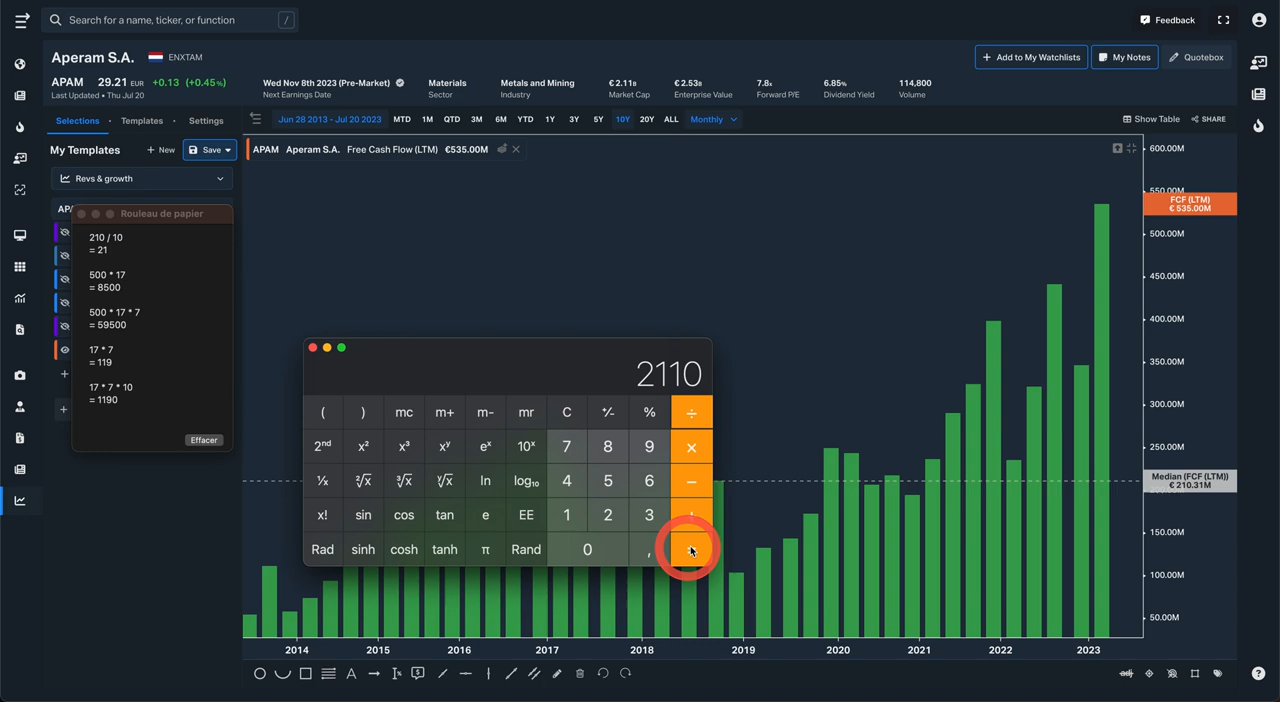 Search for a name, ticker, or function
/
Feedback
Aperam S.A.
ENXTAM
APAM 29.21 EUR +0.13 (+0.45%)
Last Updated • Thu Jul 20
Wed Nov 8th 2023 (Pre-Market)
Next Earnings Date
Materials
Sector
Metals and Mining
Industry
€2.11B
Market Cap
€2.53B
Enterprise Value
7.8x
Forward P/E
6.85%
Dividend Yield
114,800
Volume
+ Add to My Watchlists
My Notes
Quotebox
Selections • Templates • Settings
Jun 28 2013 - Jul 20 2023 MTD 1M QTD 3M 6M YTD 1Y 3Y 5Y 10Y 20Y ALL Monthly
Show Table
SHARE
My Templates
+ New
Save
Revs & growth
APAM Aperam S.A. Free Cash Flow (LTM) €535.00M
Rouleau de papier
210 / 10
= 21
500 * 17
= 8500
500 * 17 * 7
= 59500
17 * 7
= 119
17 * 7 * 10
= 1190
Effacer
2110
( ) mc m+ m- mr C +/- % ÷
2nd x² x³ xʸ eˣ 10ˣ 7 8 9 ×
1/x ²√x ³√x ʸ√x ln log₁₀ 4 5 6 −
x! sin cos tan e EE 1 2 3 +
Rad sinh cosh tanh π Rand 0 ,
600.00M
550.00M
FCF (LTM)
€ 535.00M
500.00M
450.00M
400.00M
350.00M
300.00M
250.00M
Median (FCF (LTM))
€ 210.31M
150.00M
100.00M
50.00M
2014 2015 2016 2017 2018 2019 2020 2021 2022 2023
adj
?